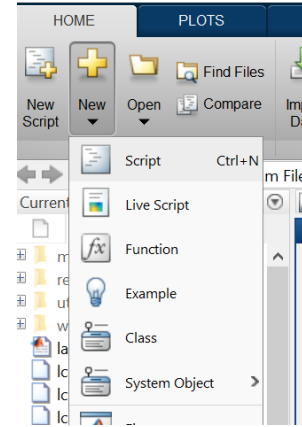 HOME PLOTS
Find Files
New Script New Open Compare
Script Ctrl+N
m File
Current
Live Script
Function
Example
Class
System Object